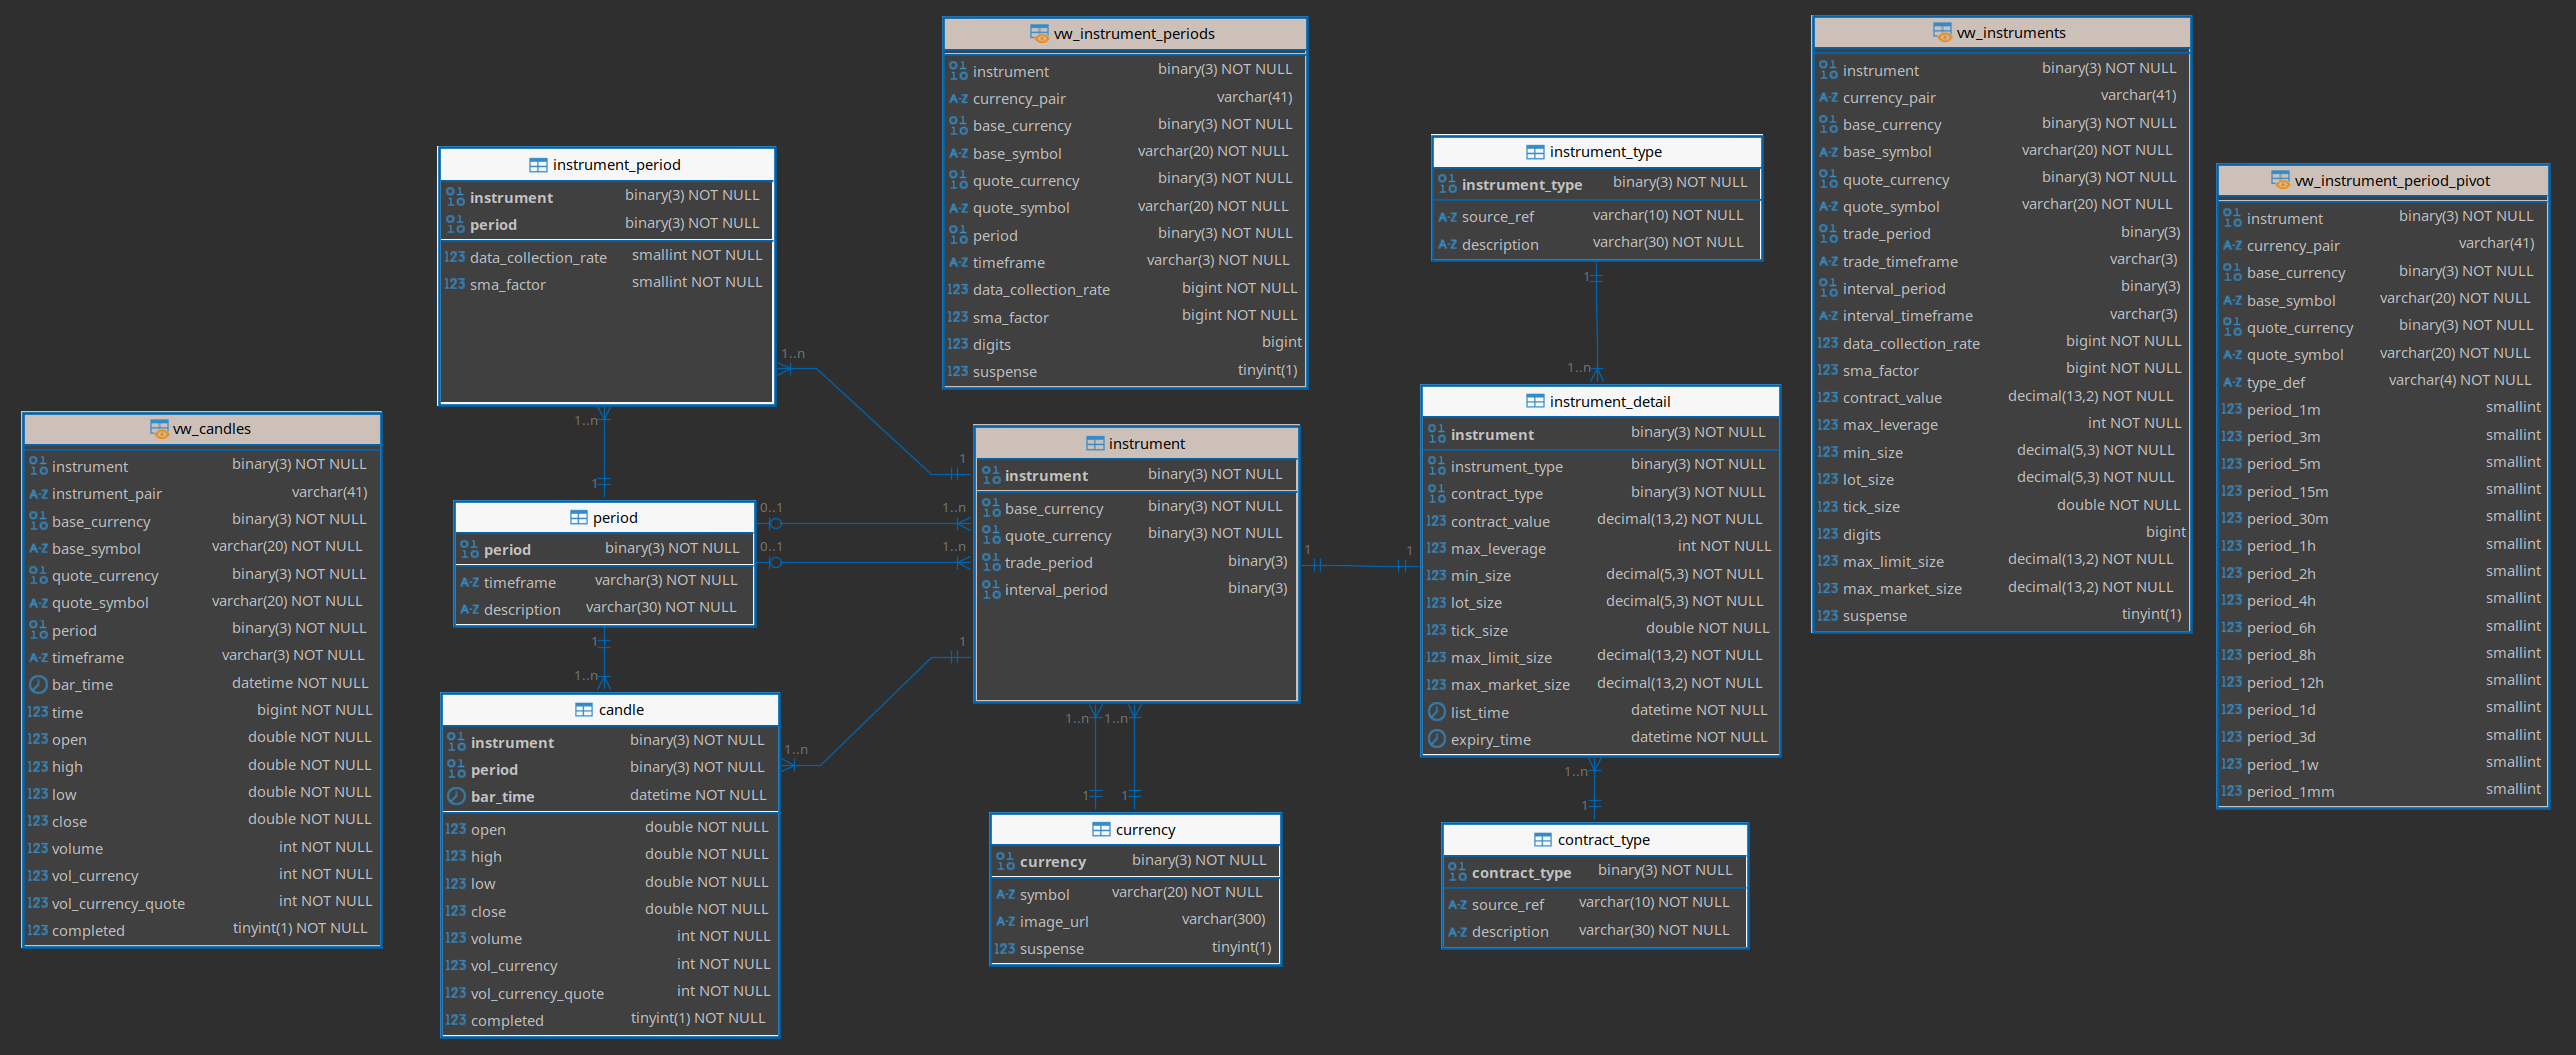 vw_candles
instrument binary(3) NOT NULL
instrument_pair varchar(41)
base_currency binary(3) NOT NULL
base_symbol varchar(20) NOT NULL
quote_currency binary(3) NOT NULL
quote_symbol varchar(20) NOT NULL
period binary(3) NOT NULL
timeframe varchar(3) NOT NULL
bar_time datetime NOT NULL
time bigint NOT NULL
open double NOT NULL
high double NOT NULL
low double NOT NULL
close double NOT NULL
volume int NOT NULL
vol_currency int NOT NULL
vol_currency_quote int NOT NULL
completed tinyint(1) NOT NULL
instrument_period
instrument binary(3) NOT NULL
period binary(3) NOT NULL
data_collection_rate smallint NOT NULL
sma_factor smallint NOT NULL
1..n
1..n
1
1
period
period binary(3) NOT NULL
timeframe varchar(3) NOT NULL
description varchar(30) NOT NULL
0..1
1..n
0..1
1..n
1
1..n
1
1..n
candle
instrument binary(3) NOT NULL
period binary(3) NOT NULL
bar_time datetime NOT NULL
open double NOT NULL
high double NOT NULL
low double NOT NULL
close double NOT NULL
volume int NOT NULL
vol_currency int NOT NULL
vol_currency_quote int NOT NULL
completed tinyint(1) NOT NULL
vw_instrument_periods
instrument binary(3) NOT NULL
currency_pair varchar(41)
base_currency binary(3) NOT NULL
base_symbol varchar(20) NOT NULL
quote_currency binary(3) NOT NULL
quote_symbol varchar(20) NOT NULL
period binary(3) NOT NULL
timeframe varchar(3) NOT NULL
data_collection_rate bigint NOT NULL
sma_factor bigint NOT NULL
digits bigint
suspense tinyint(1)
instrument
instrument binary(3) NOT NULL
base_currency binary(3) NOT NULL
quote_currency binary(3) NOT NULL
trade_period binary(3)
interval_period binary(3)
1
1
1..n
1..n
1
1
currency
currency binary(3) NOT NULL
symbol varchar(20) NOT NULL
image_url varchar(300)
suspense tinyint(1)
instrument_type
instrument_type binary(3) NOT NULL
source_ref varchar(10) NOT NULL
description varchar(30) NOT NULL
1
1..n
instrument_detail
instrument binary(3) NOT NULL
instrument_type binary(3) NOT NULL
contract_type binary(3) NOT NULL
contract_value decimal(13,2) NOT NULL
max_leverage int NOT NULL
min_size decimal(5,3) NOT NULL
lot_size decimal(5,3) NOT NULL
tick_size double NOT NULL
max_limit_size decimal(13,2) NOT NULL
max_market_size decimal(13,2) NOT NULL
list_time datetime NOT NULL
expiry_time datetime NOT NULL
1..n
1
contract_type
contract_type binary(3) NOT NULL
source_ref varchar(10) NOT NULL
description varchar(30) NOT NULL
vw_instruments
instrument binary(3) NOT NULL
currency_pair varchar(41)
base_currency binary(3) NOT NULL
base_symbol varchar(20) NOT NULL
quote_currency binary(3) NOT NULL
quote_symbol varchar(20) NOT NULL
trade_period binary(3)
trade_timeframe varchar(3)
interval_period binary(3)
interval_timeframe varchar(3)
data_collection_rate bigint NOT NULL
sma_factor bigint NOT NULL
contract_value decimal(13,2) NOT NULL
max_leverage int NOT NULL
min_size decimal(5,3) NOT NULL
lot_size decimal(5,3) NOT NULL
tick_size double NOT NULL
digits bigint
max_limit_size decimal(13,2) NOT NULL
max_market_size decimal(13,2) NOT NULL
suspense tinyint(1)
vw_instrument_period_pivot
instrument binary(3) NOT NULL
currency_pair varchar(41)
base_currency binary(3) NOT NULL
base_symbol varchar(20) NOT NULL
quote_currency binary(3) NOT NULL
quote_symbol varchar(20) NOT NULL
type_def varchar(4) NOT NULL
period_1m smallint
period_3m smallint
period_5m smallint
period_15m smallint
period_30m smallint
period_1h smallint
period_2h smallint
period_4h smallint
period_6h smallint
period_8h smallint
period_12h smallint
period_1d smallint
period_3d smallint
period_1w smallint
period_1mm smallint